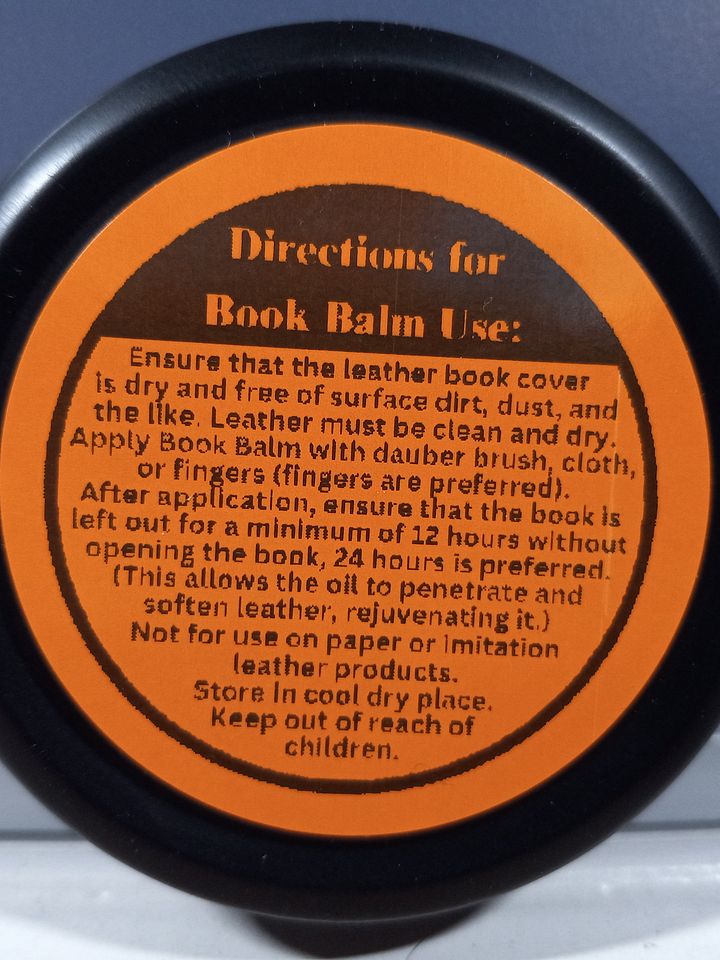 Directions for
Book Balm Use:
Ensure that the leather book cover
is dry and free of surface dirt, dust, and
the like. Leather must be clean and dry.
Apply Book Balm with dauber brush, cloth,
or fingers (fingers are preferred).
After application, ensure that the book is
left out for a minimum of 12 hours without
opening the book, 24 hours is preferred.
(This allows the oil to penetrate and
soften leather, rejuvenating it.)
Not for use on paper or imitation
leather products.
Store in cool dry place.
Keep out of reach of
children.